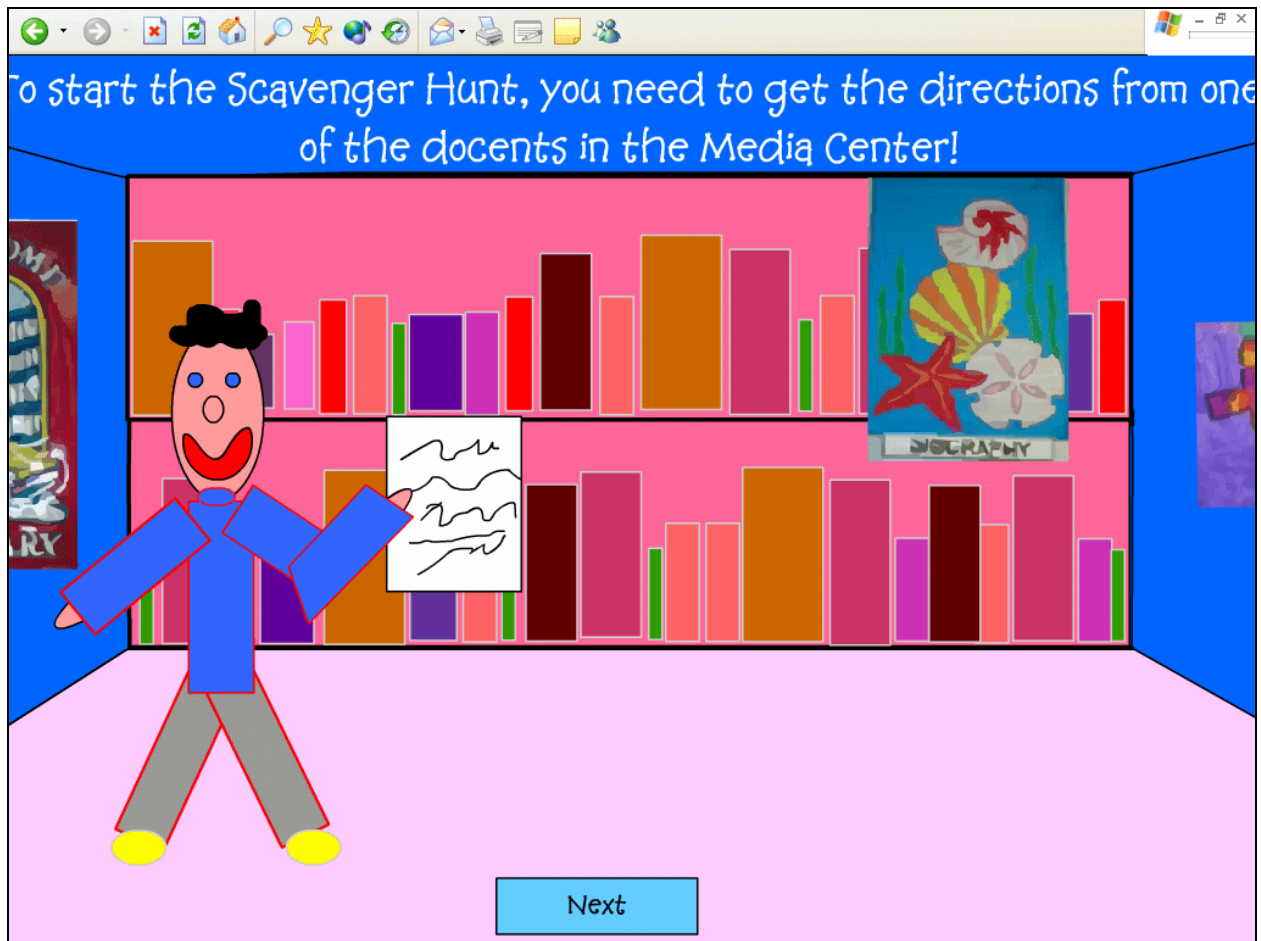 To start the Scavenger Hunt, you need to get the directions from one
of the docents in the Media Center!
ARY
Next